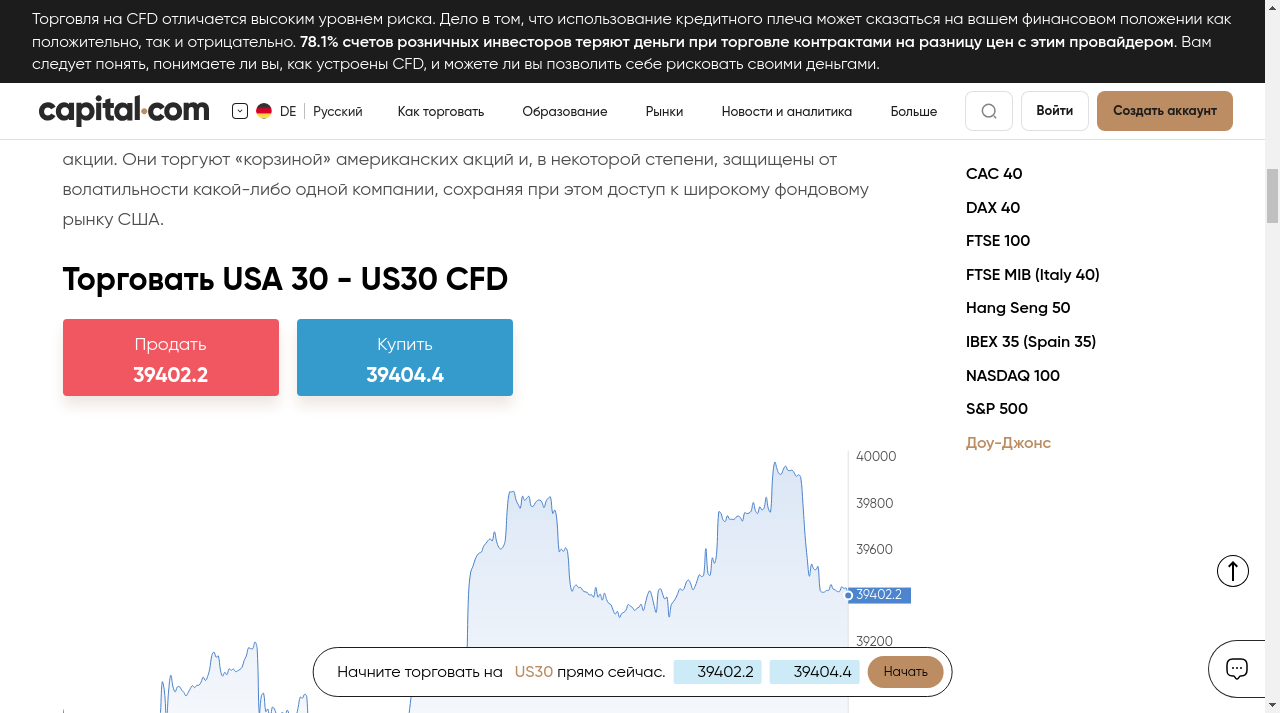 Торговля на CFD отличается высоким уровнем риска. Дело в том, что использование кредитного плеча может сказаться на вашем финансовом положении как
положительно, так и отрицательно. 78.1% счетов розничных инвесторов теряют деньги при торговле контрактами на разницу цен с этим провайдером. Вам
следует понять, понимаете ли вы, как устроены CFD, и можете ли вы позволить себе рисковать своими деньгами.
capital.com DE Русский Как торговать Образование Рынки Новости и аналитика Больше Войти Создать аккаунт
акции. Они торгуют «корзиной» американских акций и, в некоторой степени, защищены от
волатильности какой-либо одной компании, сохраняя при этом доступ к широкому фондовому
рынку США.
Торговать USA 30 - US30 CFD
Продать
39402.2
Купить
39404.4
40000
39800
39600
39402.2
39200
CAC 40
DAX 40
FTSE 100
FTSE MIB (Italy 40)
Hang Seng 50
IBEX 35 (Spain 35)
NASDAQ 100
S&P 500
Доу-Джонс
Начните торговать на US30 прямо сейчас. 39402.2 39404.4 Начать